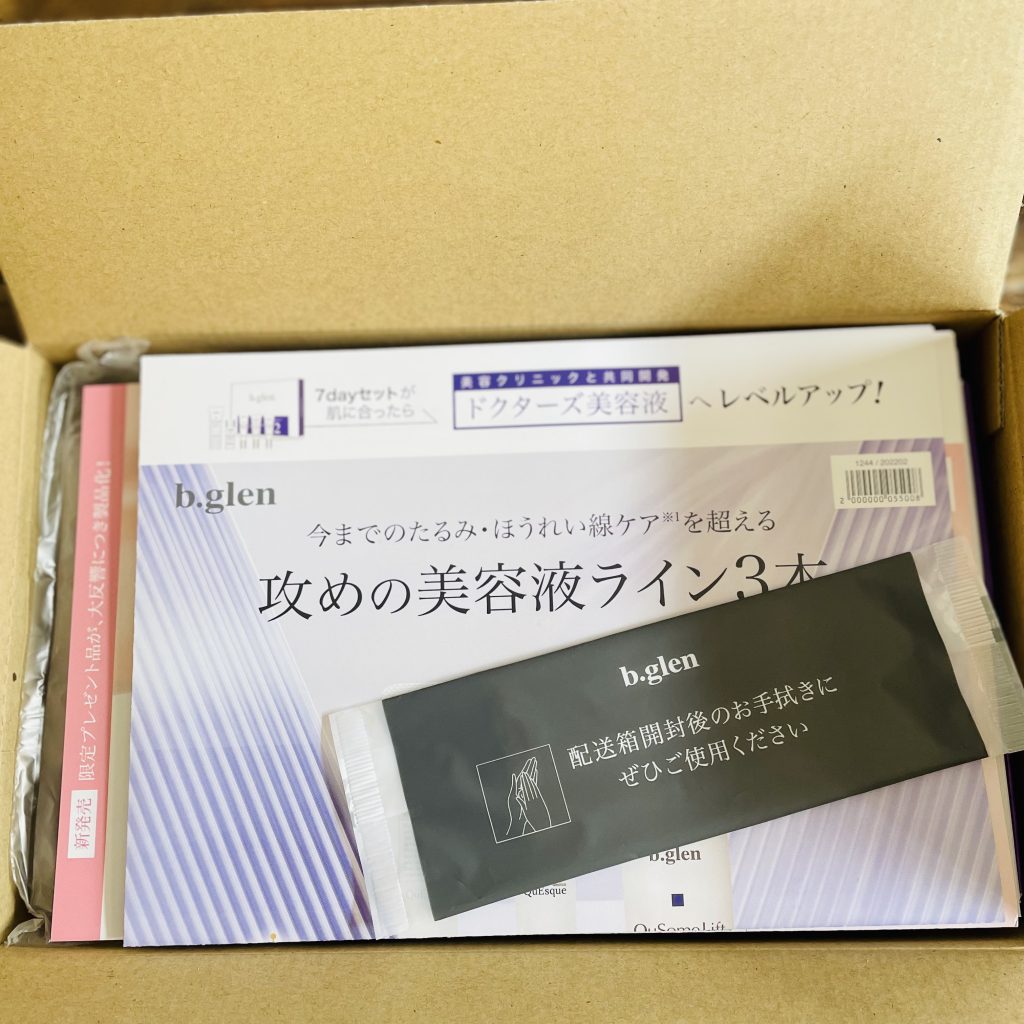 b.glen
7dayセットが
肌に合ったら
美容クリニックと共同開発
ドクターズ美容液
へレベルアップ！
1244 / 202202
2 000000 055008
b.glen
今までのたるみ・ほうれい線ケア※1を超える
攻めの美容液ライン3本
b.glen
配送箱開封後のお手拭きに
ぜひご使用ください
QuEsque
b.glen
QuSomeLift
新発売
限定プレゼント品が、大反響につき製品化！